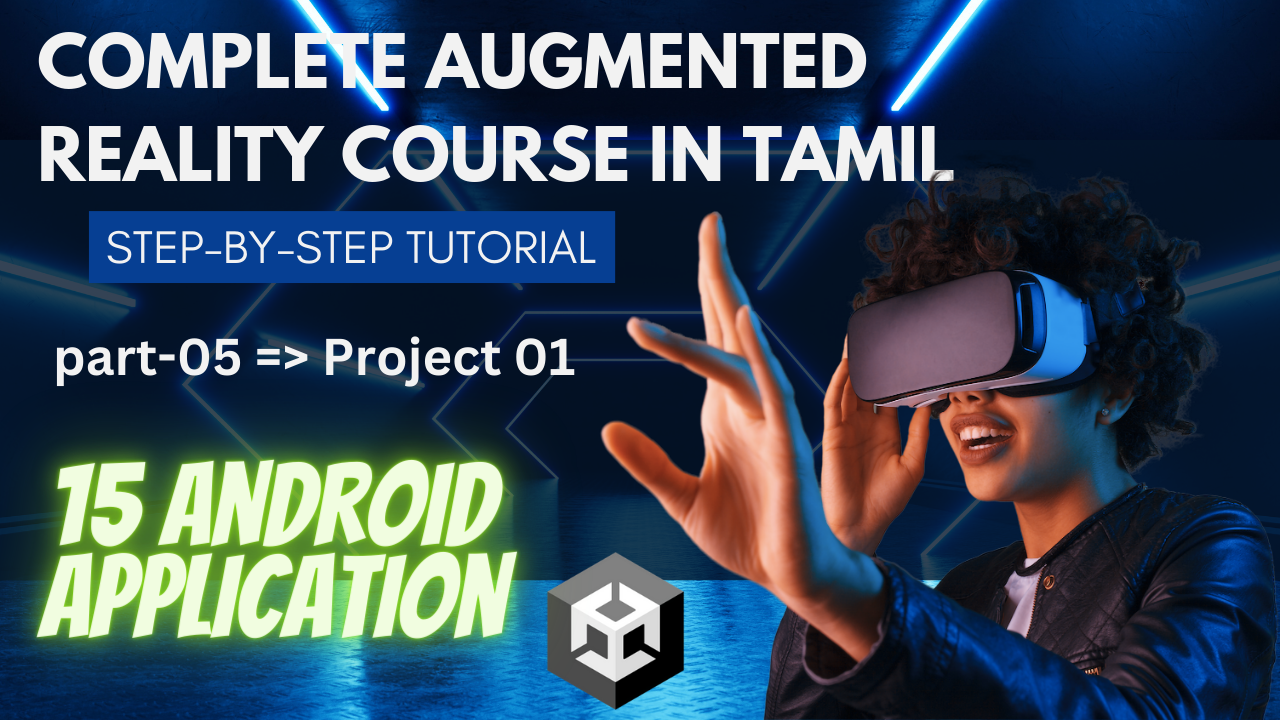 COMPLETE AUGMENTED
REALITY COURSE IN TAMIL
STEP-BY-STEP TUTORIAL
part-05 => Project 01
15 ANDROID
APPLICATION